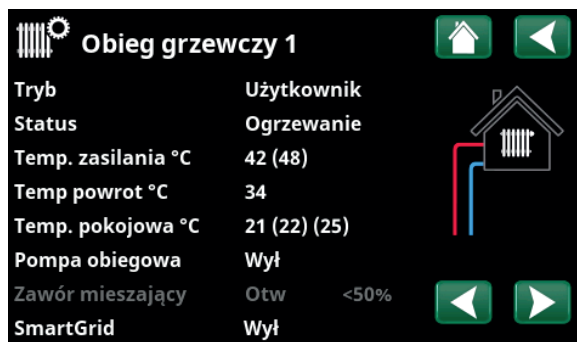 Obieg grzewczy 1
Tryb Użytkownik
Status Ogrzewanie
Temp. zasilania °C 42 (48)
Temp powrot °C 34
Temp. pokojowa °C 21 (22) (25)
Pompa obiegowa Wył
Zawór mieszający Otw <50%
SmartGrid Wył